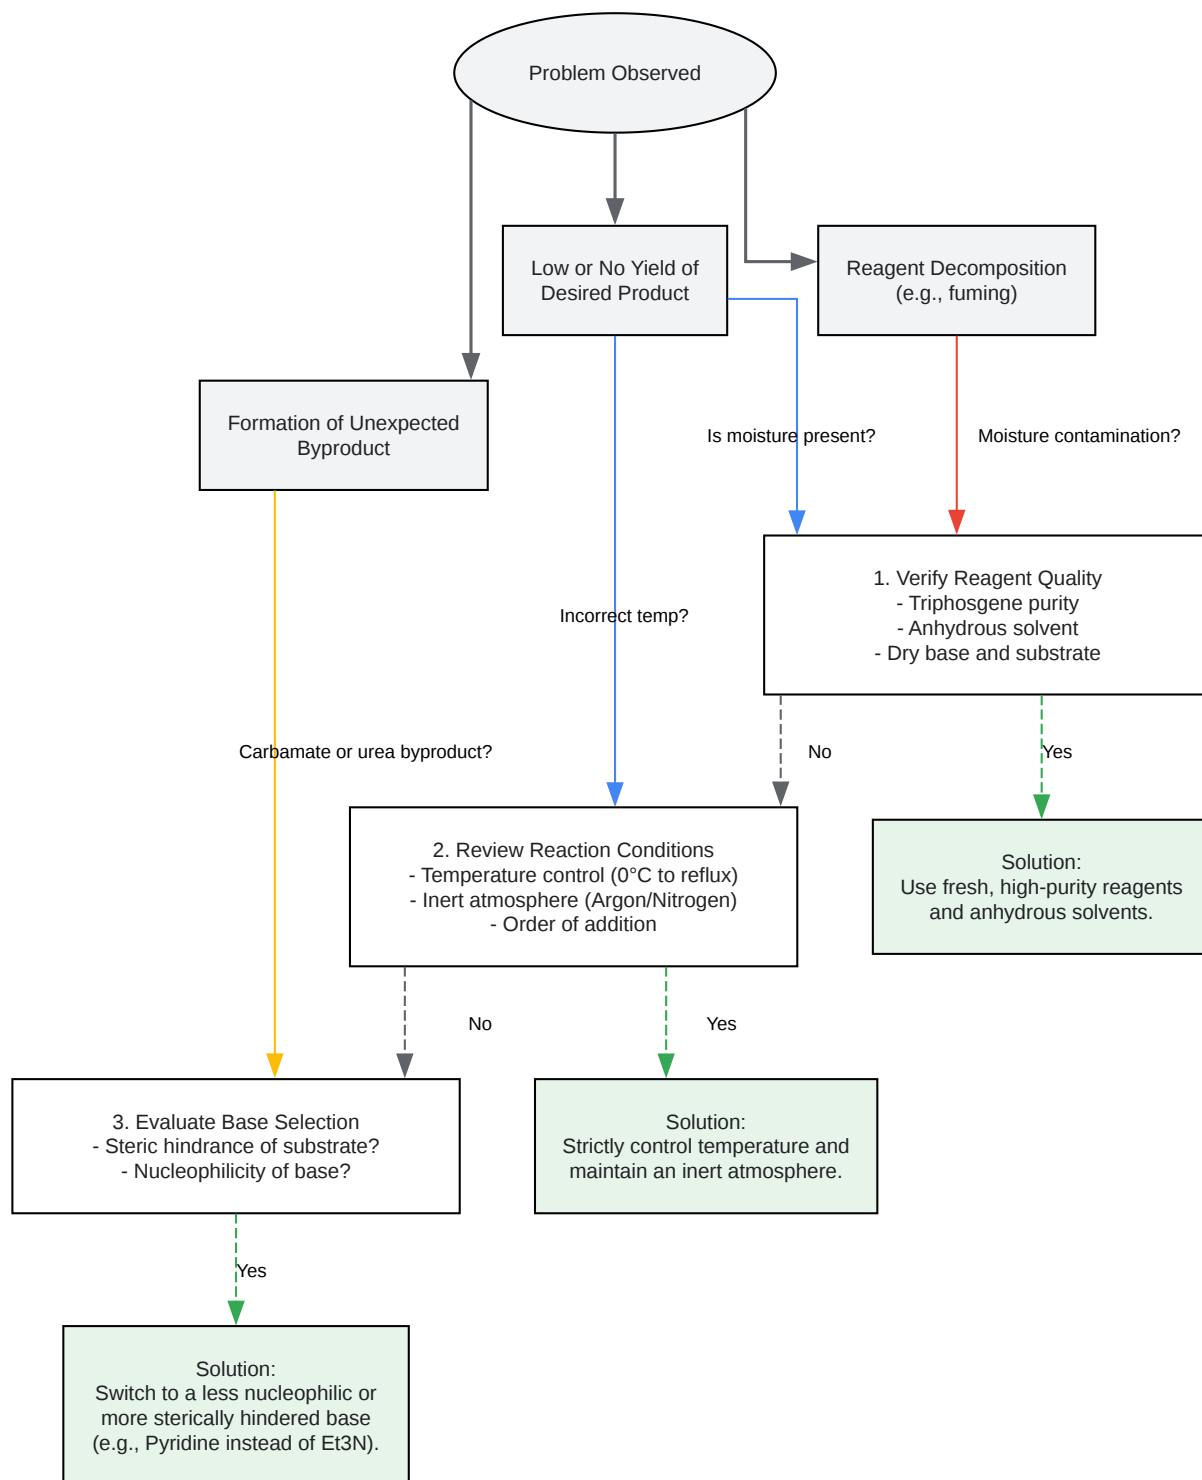 Problem Observed
Low or No Yield of
Desired Product
Reagent Decomposition
(e.g., fuming)
Formation of Unexpected
Byproduct
Is moisture present?
Moisture contamination?
1. Verify Reagent Quality
- Triphosgene purity
- Anhydrous solvent
- Dry base and substrate
Incorrect temp?
Carbamate or urea byproduct?
No
Yes
2. Review Reaction Conditions
- Temperature control (0°C to reflux)
- Inert atmosphere (Argon/Nitrogen)
- Order of addition
Solution:
Use fresh, high-purity reagents
and anhydrous solvents.
No
Yes
3. Evaluate Base Selection
- Steric hindrance of substrate?
- Nucleophilicity of base?
Solution:
Strictly control temperature and
maintain an inert atmosphere.
Yes
Solution:
Switch to a less nucleophilic or
more sterically hindered base
(e.g., Pyridine instead of Et3N).